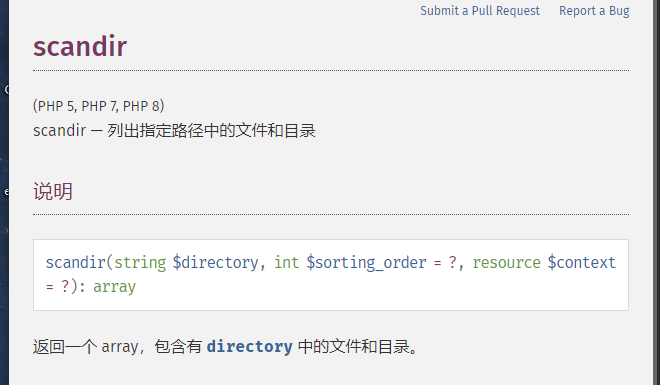 Submit a Pull Request Report a Bug
scandir
(PHP 5, PHP 7, PHP 8)
scandir — 列出指定路径中的文件和目录
说明
scandir(string $directory, int $sorting_order = ?, resource $context
= ?): array
返回一个 array，包含有 directory 中的文件和目录。